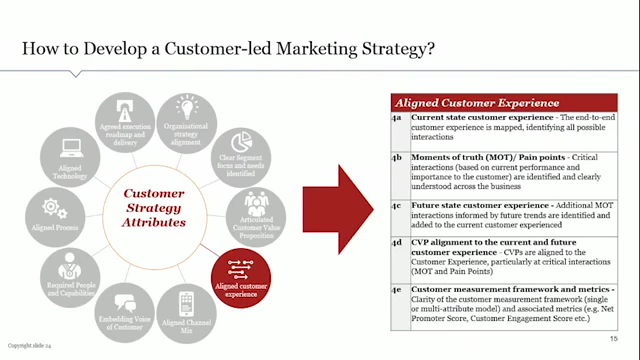 How to Develop a Customer-led Marketing Strategy?
Agreed execution
roadmap and
delivery
Organisational
strategy
alignment
Clear Segment
focus and needs
identified
Articulated
Customer Value
Proposition
Aligned customer
experience
Aligned Channel
Mix
Embedding Voice
of Customer
Required People
and Capabilities
Aligned Process
Aligned
Technology
Customer
Strategy
Attributes
Aligned Customer Experience
4a Current state customer experience - The end-to-end
customer experience is mapped, identifying all possible
interactions
4b Moments of truth (MOT)/ Pain points - Critical
interactions (based on current performance and
importance to the customer) are identified and clearly
understood across the business
4c Future state customer experience - Additional MOT
interactions informed by future trends are identified and
added to the current customer experienced
4d CVP alignment to the current and future
customer experience - CVPs are aligned to the
Customer Experience, particularly at critical interactions
(MOT and Pain Points)
4e Customer measurement framework and metrics -
Clarity of the customer measurement framework (single
or multi-attribute model) and associated metrics (e.g. Net
Promoter Score, Customer Engagement Score etc.)
Copyright slide 24
15